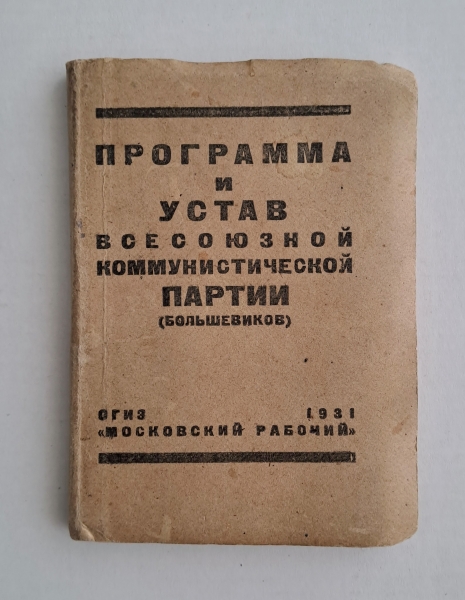 ПРОГРАММА
И
УСТАВ
ВСЕСОЮЗНОЙ
КОММУНИСТИЧЕСКОЙ
ПАРТИИ
(БОЛЬШЕВИКОВ)
ОГИЗ 1931
«МОСКОВСКИЙ РАБОЧИЙ»